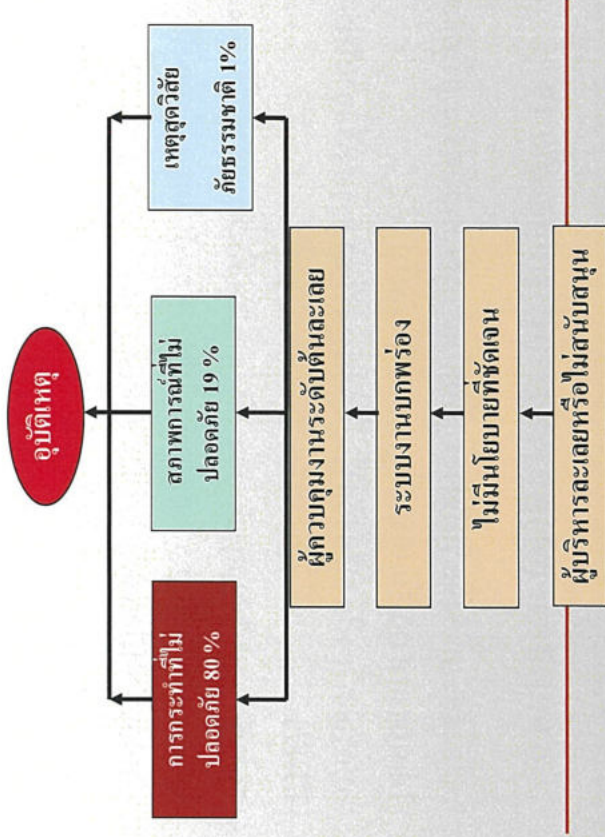 อุบัติเหตุ
การกระทำที่ไม่
ปลอดภัย 80 %
สภาพการณ์ที่ไม่
ปลอดภัย 19 %
เหตุสุดวิสัย
ภัยธรรมชาติ 1%
ผู้ควบคุมงานระดับต้นละเลย
ระบบงานบกพร่อง
ไม่มีนโยบายที่ชัดเจน
ผู้บริหารละเลยหรือไม่สนับสนุน